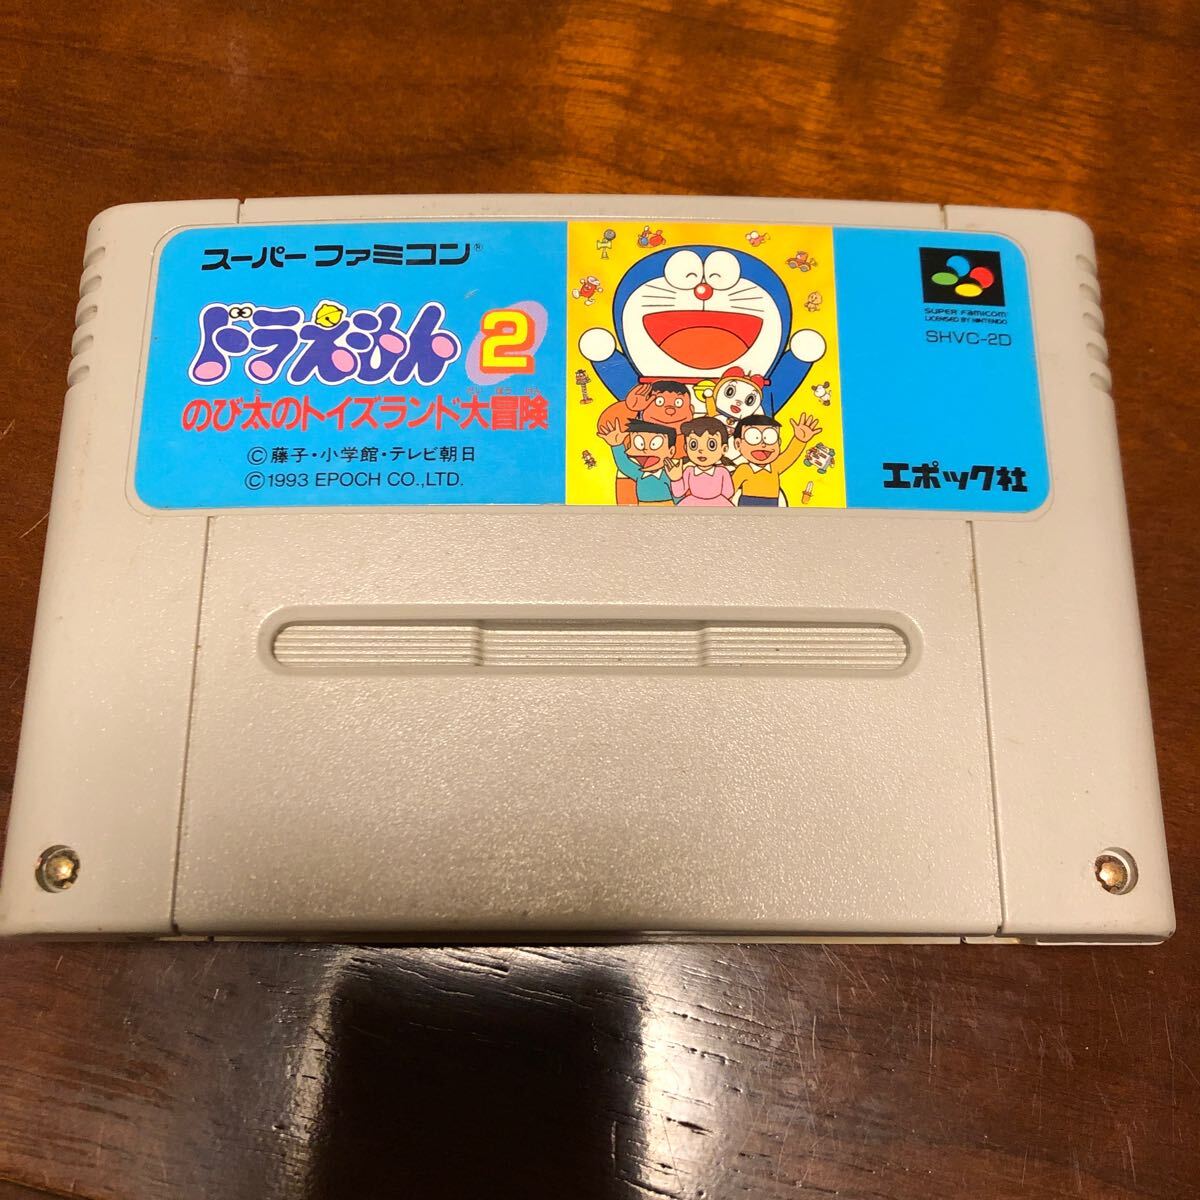 スーパーファミコン®
ドラえもん2
の び太のトイズランド大冒険
©藤子・小学館・テレビ朝日
©1993 EPOCH CO.,LTD.
SUPER FAMICOM
LICENSED BY NINTENDO
SHVC-2D
エポック社